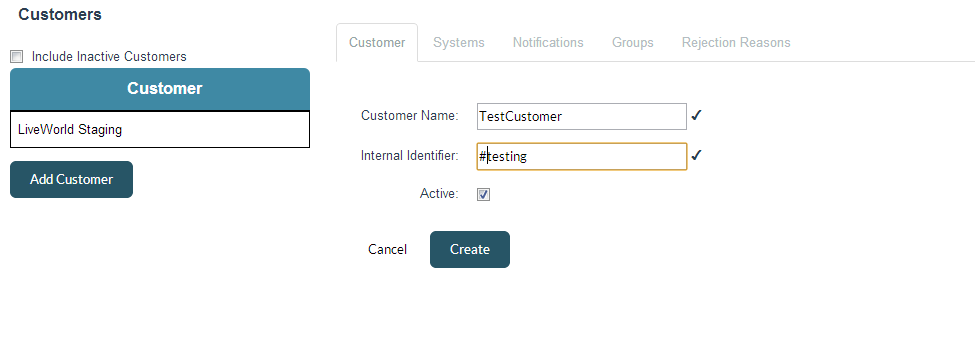 Customers
Include Inactive Customers
Customer
LiveWorld Staging
Add Customer
Customer Systems Notifications Groups Rejection Reasons
Customer Name: TestCustomer ✔
Internal Identifier: #testing ✔
Active:
Cancel Create